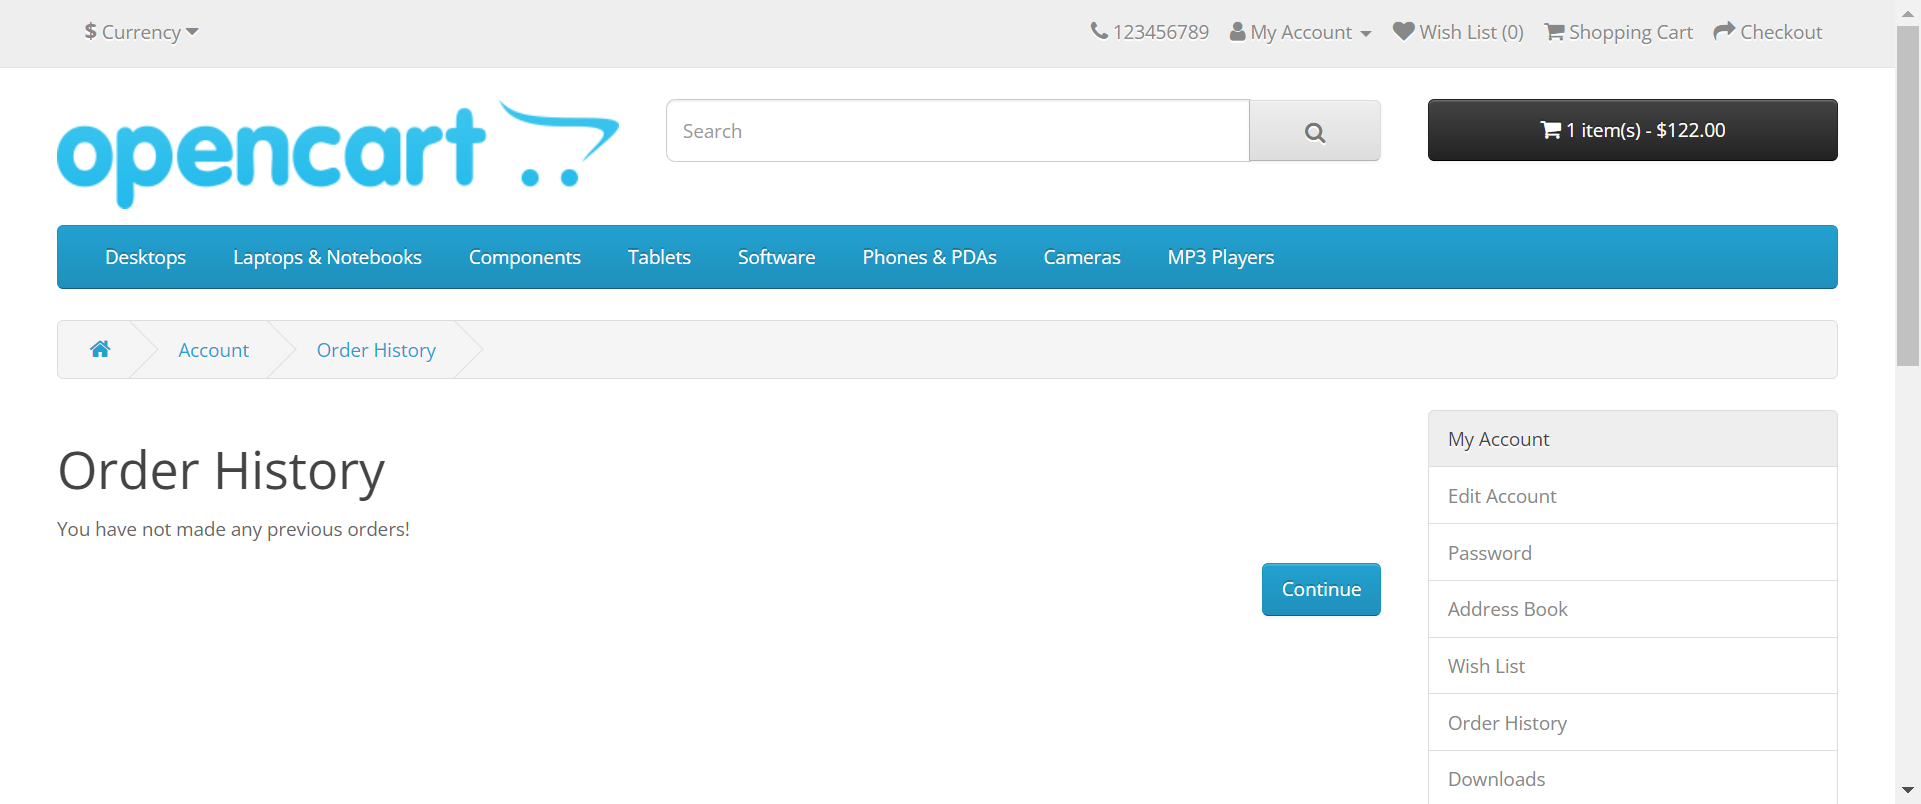 $ Currency
123456789 My Account Wish List (0) Shopping Cart Checkout
opencart
Search
1 item(s) - $122.00
Desktops Laptops & Notebooks Components Tablets Software Phones & PDAs Cameras MP3 Players
Account Order History
Order History
You have not made any previous orders!
Continue
My Account
Edit Account
Password
Address Book
Wish List
Order History
Downloads